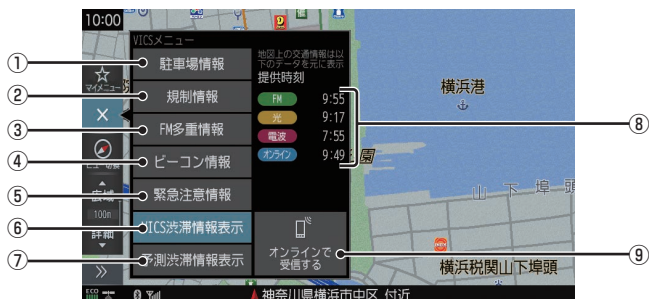 10:00
VICSメニュー
① 駐車場情報
② 規制情報
③ FM多重情報
④ ビーコン情報
⑤ 緊急注意情報
⑥ VICS渋滞情報表示
⑦ 予測渋滞情報表示
地図上の交通情報は以
下のデータを元に表示
提供時刻
FM 9:55
光 9:17
電波 7:55
オンライン 9:49
⑧
オンラインで
受信する
⑨
マイメニュー
広域
100m
詳細
横浜港
園
山下埠頭
横浜税関山下埠頭
ECO
神奈川県横浜市中区 付近